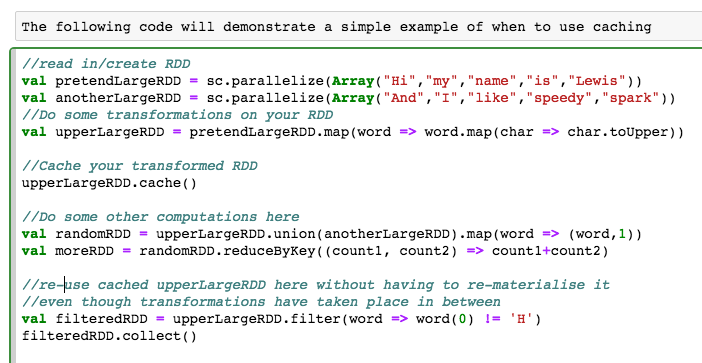 The following code will demonstrate a simple example of when to use caching
//read in/create RDD
val pretendLargeRDD = sc.parallelize(Array("Hi","my","name","is","Lewis"))
val anotherLargeRDD = sc.parallelize(Array("And","I","like","speedy","spark"))
//Do some transformations on your RDD
val upperLargeRDD = pretendLargeRDD.map(word => word.map(char => char.toUpper))
//Cache your transformed RDD
upperLargeRDD.cache()
//Do some other computations here
val randomRDD = upperLargeRDD.union(anotherLargeRDD).map(word => (word,1))
val moreRDD = randomRDD.reduceByKey((count1, count2) => count1+count2)
//re-use cached upperLargeRDD here without having to re-materialise it
//even though transformations have taken place in between
val filteredRDD = upperLargeRDD.filter(word => word(0) != 'H')
filteredRDD.collect()